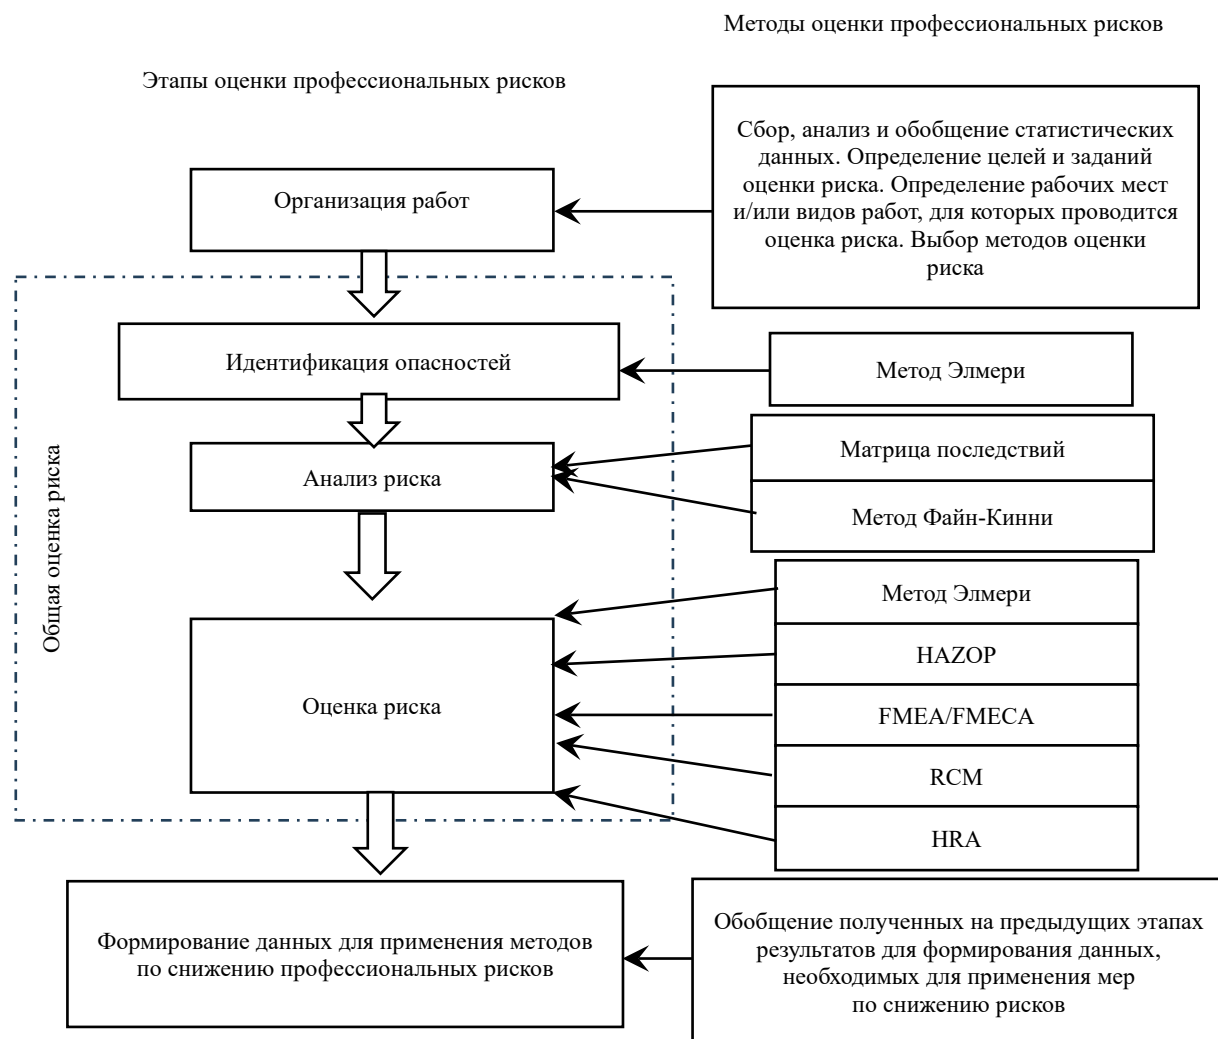 Методы оценки профессиональных рисков
Этапы оценки профессиональных рисков
Сбор, анализ и обобщение статистических
данных. Определение целей и заданий
оценки риска. Определение рабочих мест
и/или видов работ, для которых проводится
оценка риска. Выбор методов оценки
риска
Организация работ
Идентификация опасностей
Метод Элмери
Общая оценка риска
Анализ риска
Матрица последствий
Метод Файн-Кинни
Оценка риска
Метод Элмери
HAZOP
FMEA/FMECA
RCM
HRA
Формирование данных для применения методов
по снижению профессиональных рисков
Обобщение полученных на предыдущих этапах
результатов для формирования данных,
необходимых для применения мер
по снижению рисков